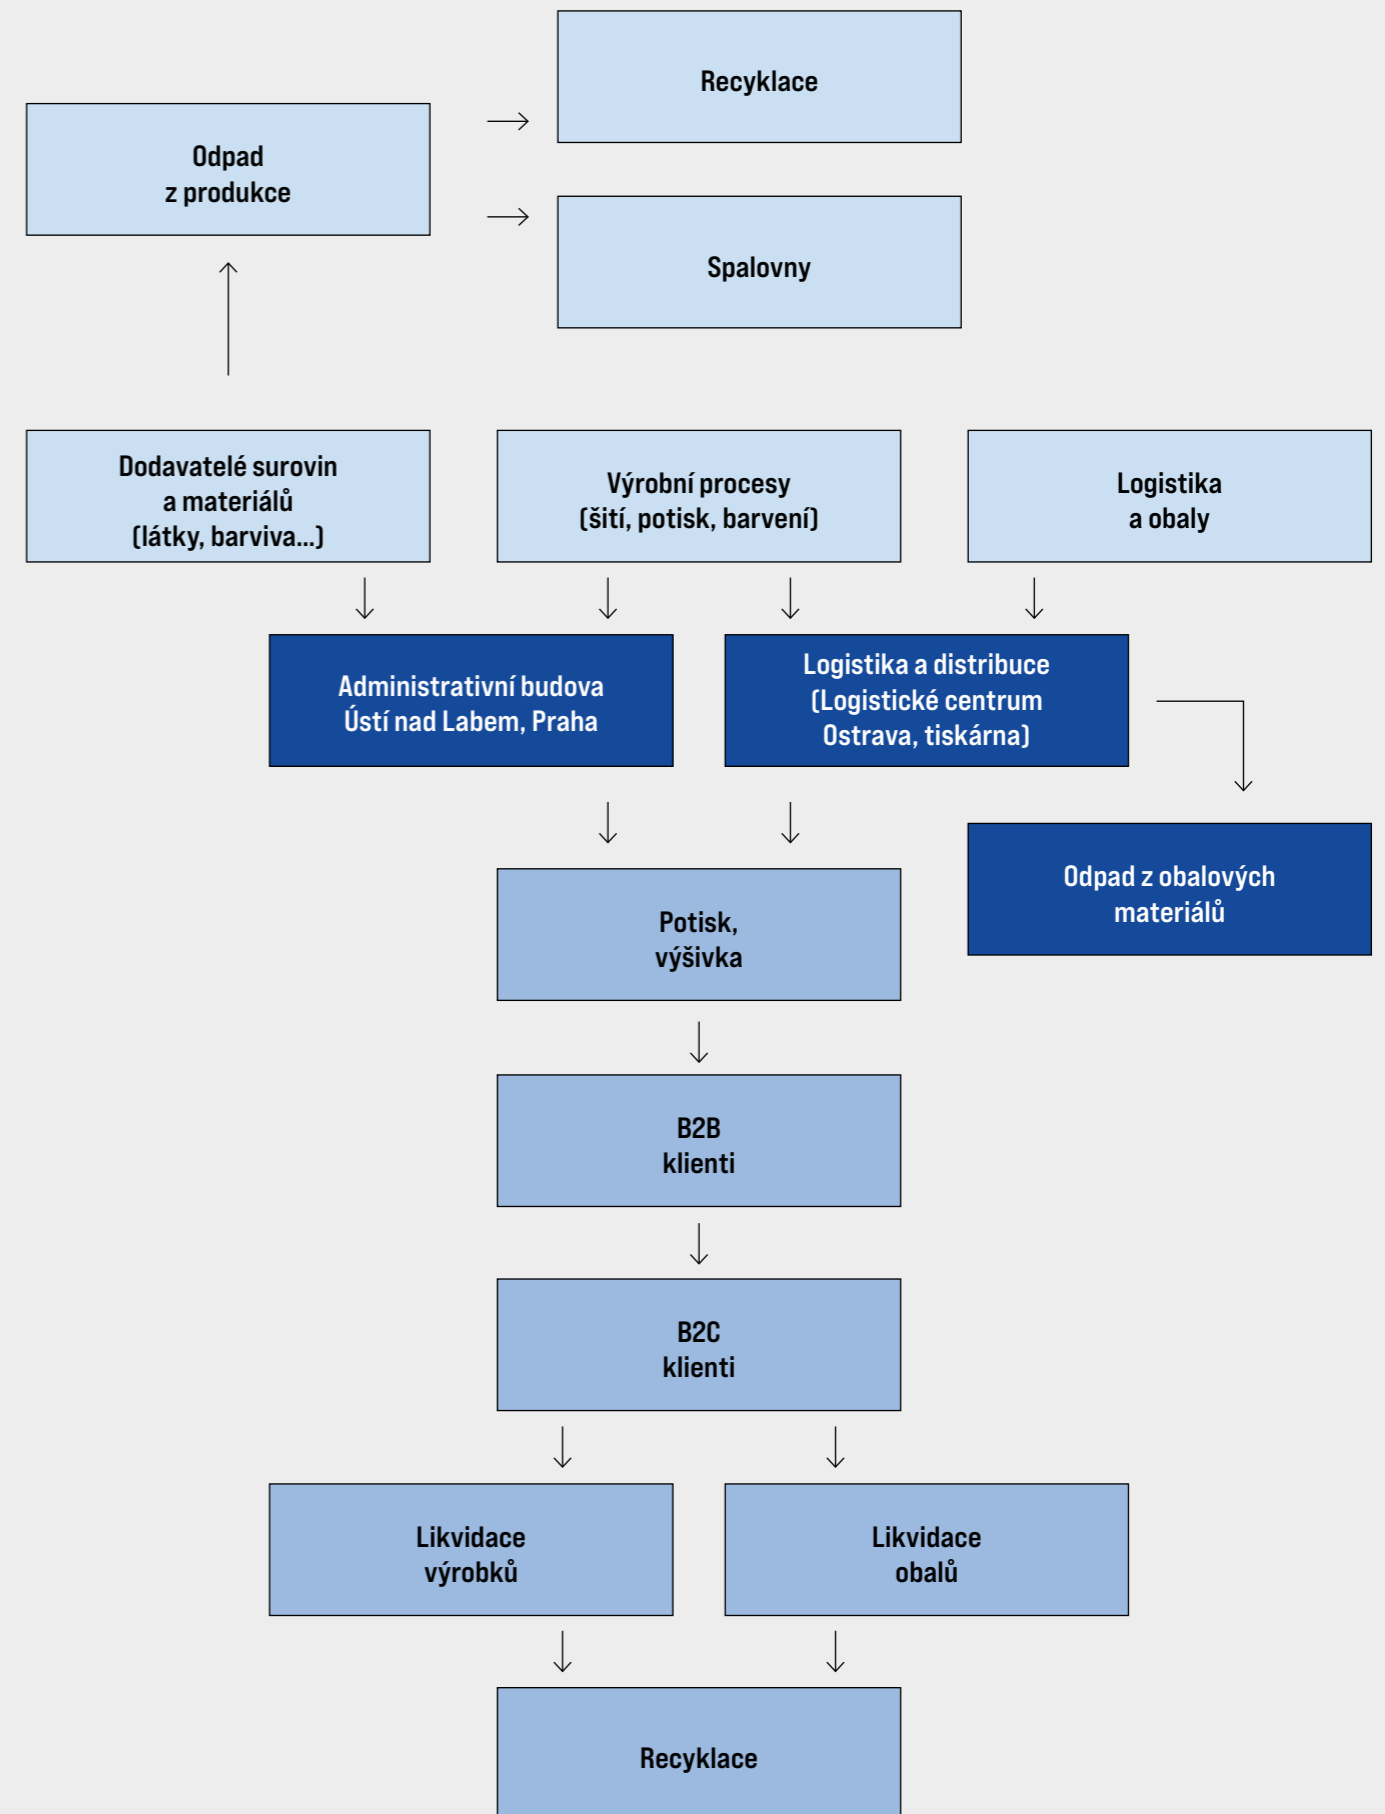 Recyklace
Odpad
z produkce
Spalovny
Dodavatelé surovin
a materiálů
(látky, barviva...)
Výrobní procesy
(šití, potisk, barvení)
Logistika
a obaly
Administrativní budova
Ústí nad Labem, Praha
Logistika a distribuce
(Logistické centrum
Ostrava, tiskárna)
Odpad z obalových
materiálů
Potisk,
výšivka
B2B
klienti
B2C
klienti
Likvidace
výrobků
Likvidace
obalů
Recyklace